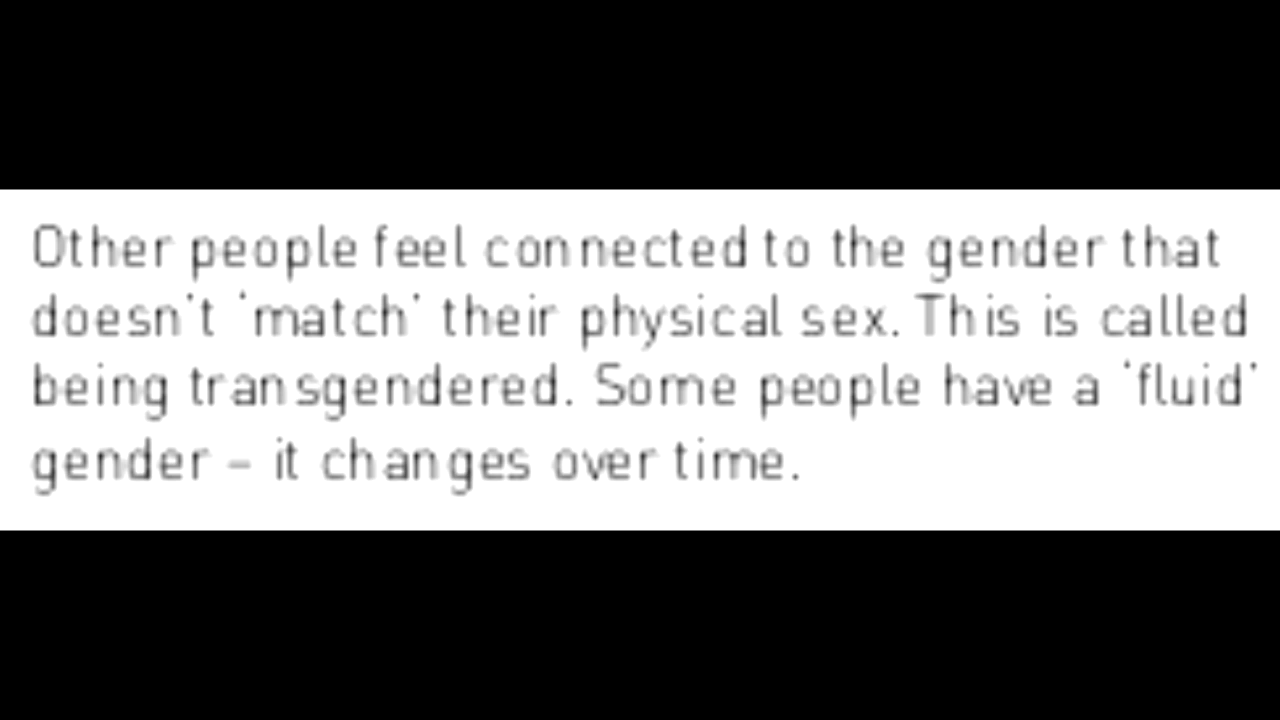 Other people feel connected to the gender that
doesn't 'match' their physical sex. This is called
being transgendered. Some people have a 'fluid'
gender – it changes over time.